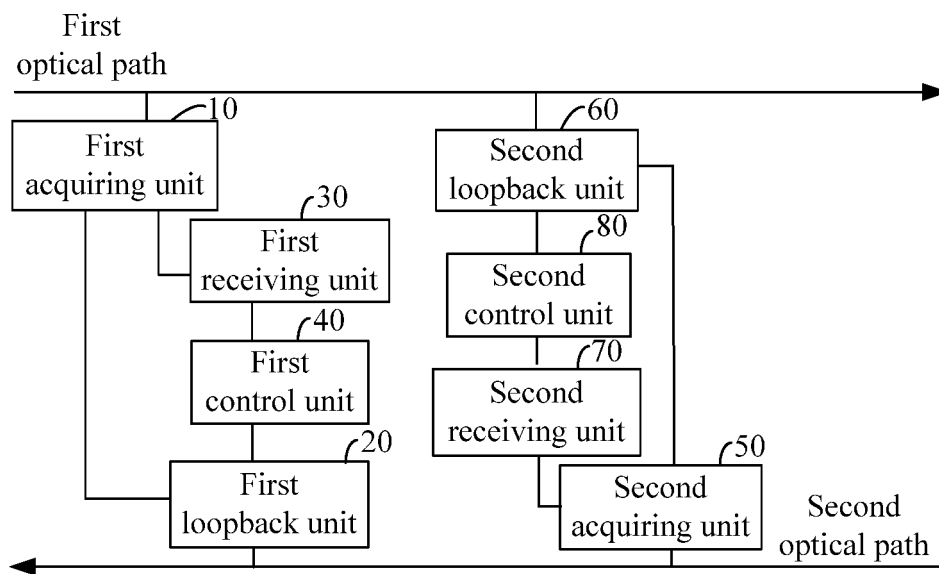 First
optical path
10
First
acquiring unit
30
First
receiving unit
40
First
control unit
20
First
loopback unit
60
Second
loopback unit
80
Second
control unit
70
Second
receiving unit
50
Second
acquiring unit
Second
optical path